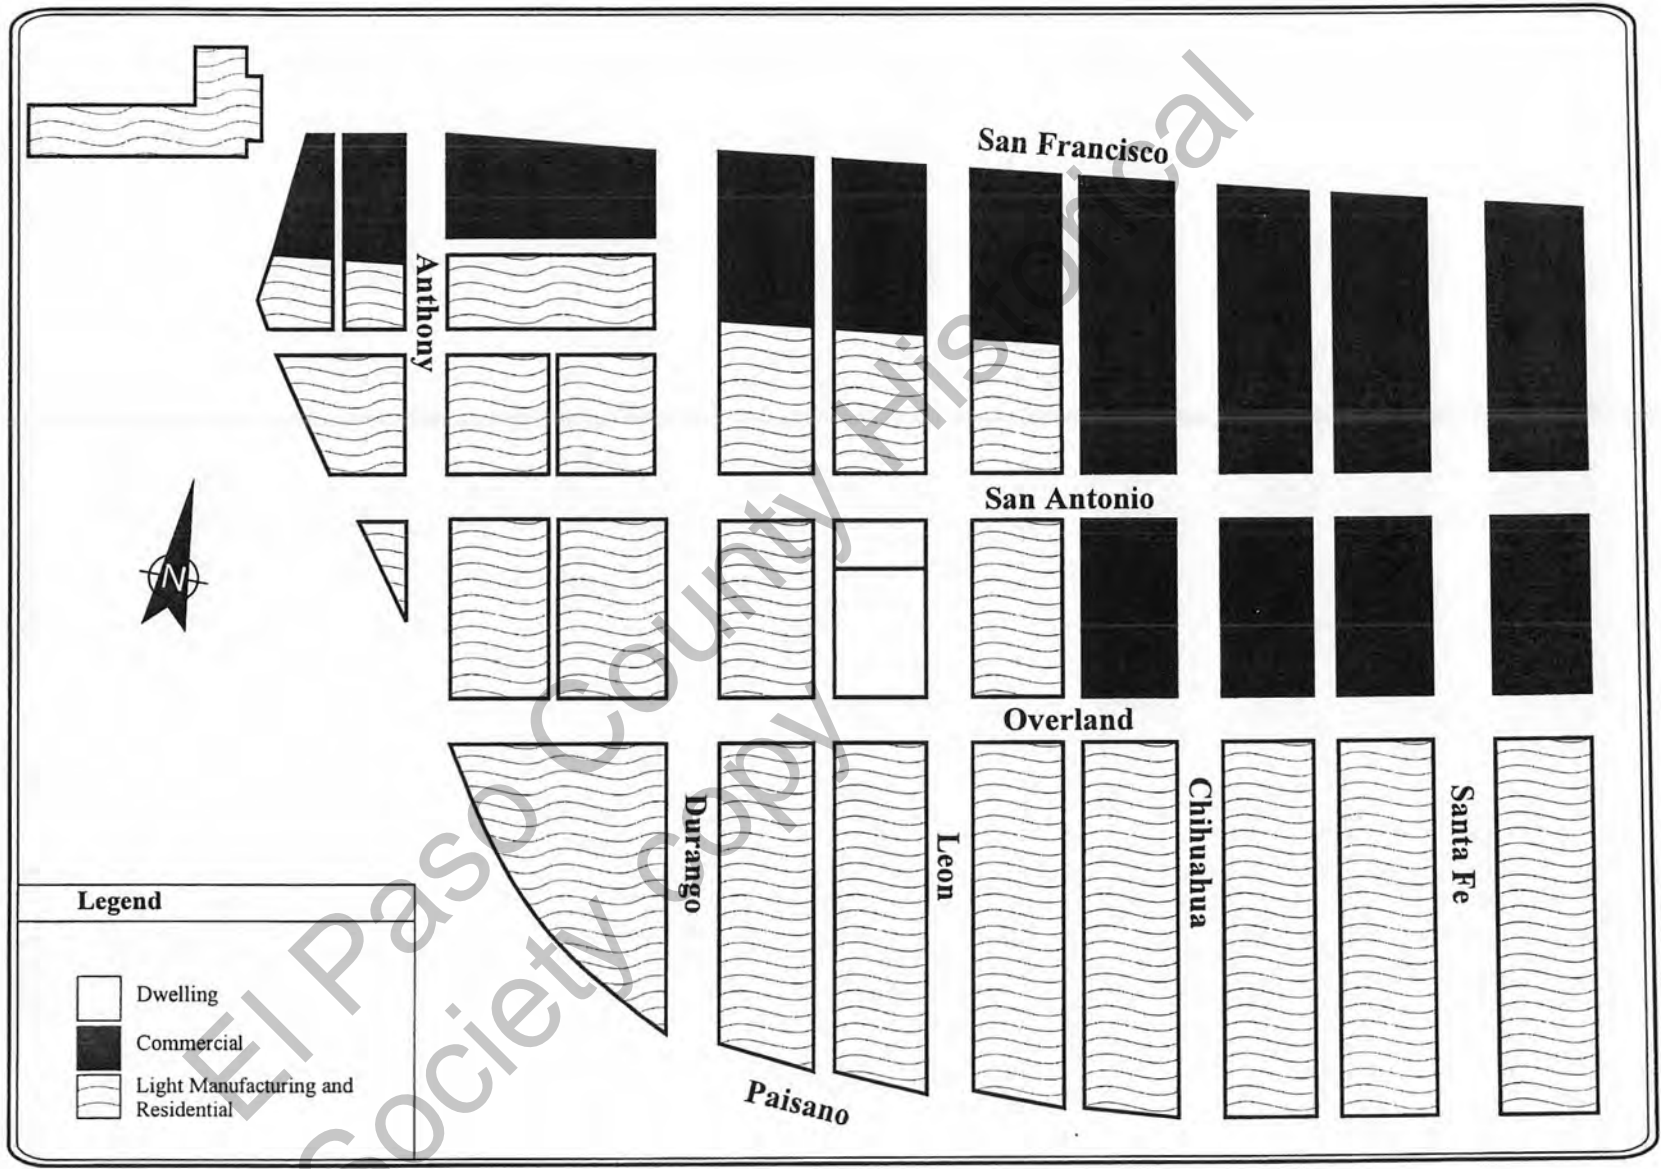 San Francisco
Anthony
San Antonio
N
Overland
Durango
Leon
Chihuahua
Santa Fe
Paisano
Legend
Dwelling
Commercial
Light Manufacturing and
Residential
El Paso County Historical
Society copy